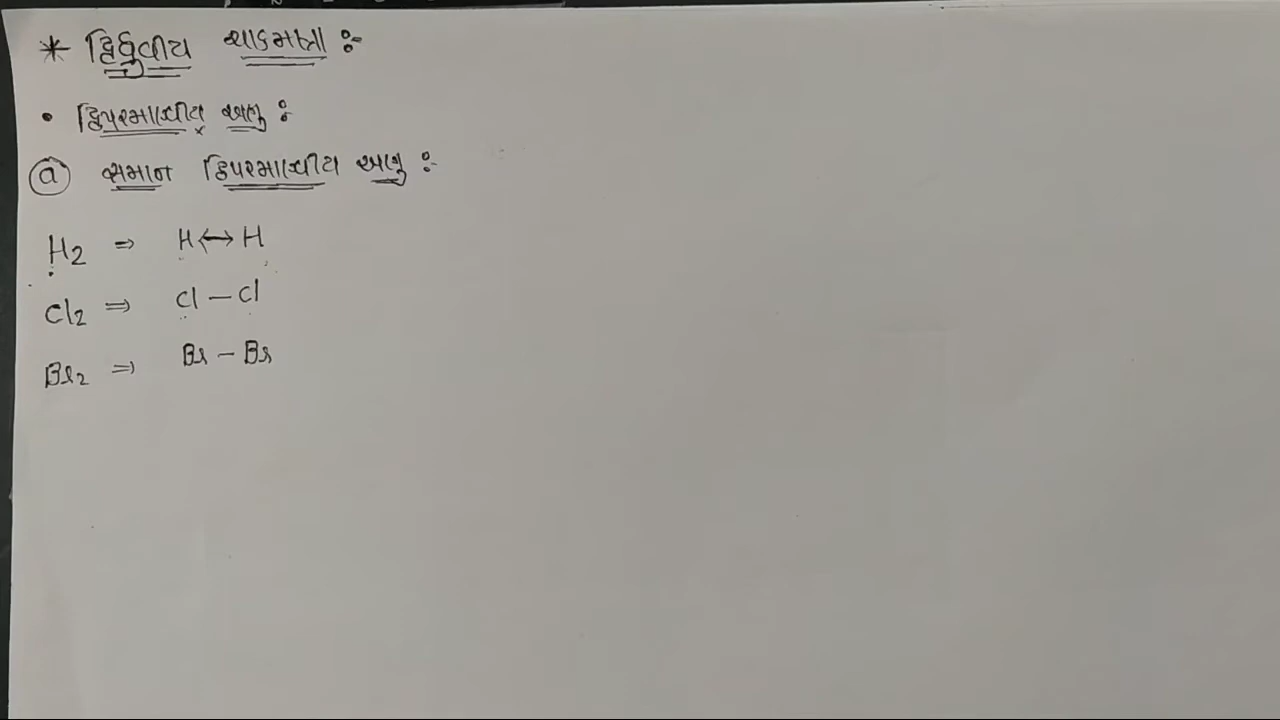 * દ્વિધ્રુવીય ચાકમાત્રા :-
• દ્વિપરમાણ્વીય અણુ :
ⓐ સમાન દ્વિપરમાણ્વીય અણુ :-
H2 ⇒ H ↔ H
Cl2 ⇒ Cl – Cl
Br2 ⇒ Br – Br